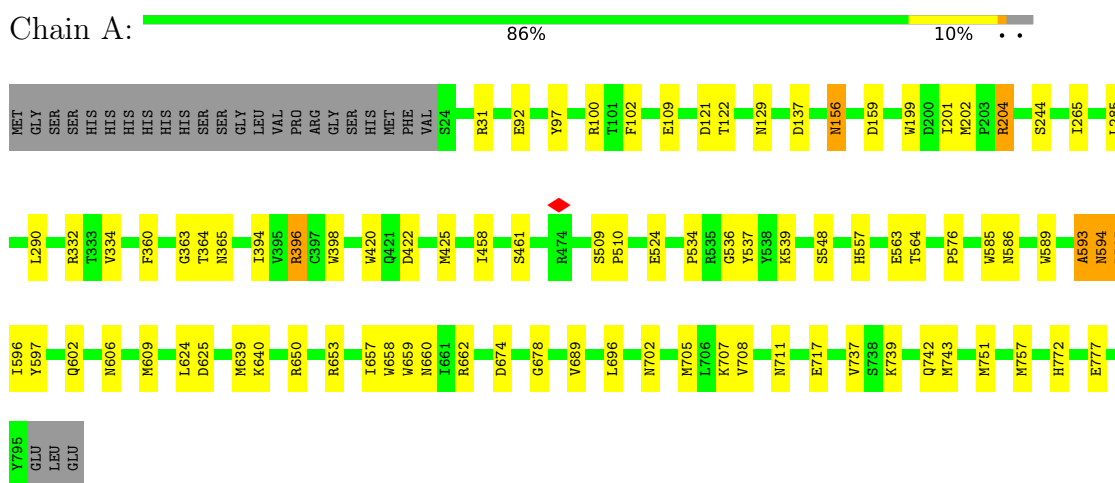 Chain A:
86% 10% • •
MET GLY SER SER HIS HIS HIS HIS HIS HIS SER SER GLY LEU VAL PRO ARG GLY SER HIS MET PHE VAL S24 R31 E92 Y97 R100 T101 F102 E109 D121 T122 N129 D137 N156 D159 W199 D200 I201 M202 P203 R204 S244 I265 L285
L290 R332 T333 V334 F360 G363 T364 N365 I394 V395 R396 C397 W398 W420 Q421 D422 M425 I458 S461 R474 S509 P510 E524 P534 R535 G536 Y537 Y538 K539 S548 H557 E563 T564 P576 W585 N586 W589 A593 N594
I596 Y597 Q602 N606 M609 L624 D625 M639 K640 R650 R653 I657 W658 W659 N660 I661 R662 D674 G678 V689 L696 N702 M705 L706 K707 V708 N711 E717 V737 S738 K739 Q742 M743 M751 M757 H772 E777
Y795 GLU LEU GLU